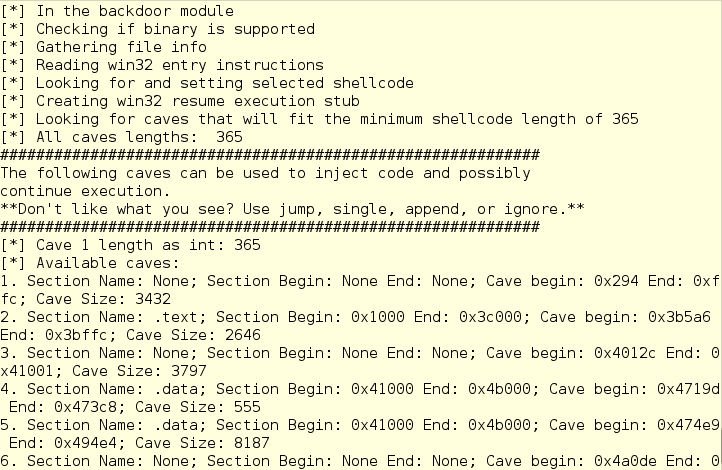 [*] In the backdoor module
[*] Checking if binary is supported
[*] Gathering file info
[*] Reading win32 entry instructions
[*] Looking for and setting selected shellcode
[*] Creating win32 resume execution stub
[*] Looking for caves that will fit the minimum shellcode length of 365
[*] All caves lengths:  365
############################################################
The following caves can be used to inject code and possibly
continue execution.
**Don't like what you see? Use jump, single, append, or ignore.**
############################################################
[*] Cave 1 length as int: 365
[*] Available caves:
1. Section Name: None; Section Begin: None End: None; Cave begin: 0x294 End: 0xf
fc; Cave Size: 3432
2. Section Name: .text; Section Begin: 0x1000 End: 0x3c000; Cave begin: 0x3b5a6
End: 0x3bffc; Cave Size: 2646
3. Section Name: None; Section Begin: None End: None; Cave begin: 0x4012c End: 0
x41001; Cave Size: 3797
4. Section Name: .data; Section Begin: 0x41000 End: 0x4b000; Cave begin: 0x4719d
 End: 0x473c8; Cave Size: 555
5. Section Name: .data; Section Begin: 0x41000 End: 0x4b000; Cave begin: 0x474e9
 End: 0x494e4; Cave Size: 8187
6. Section Name: None; Section Begin: None End: None; Cave begin: 0x4a0de End: 0